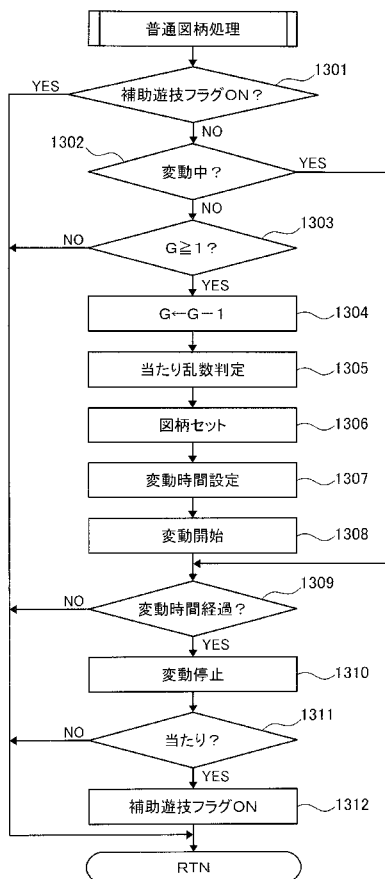 普通図柄処理
1301
YES
補助遊技フラグON?
NO
1302
変動中?
YES
NO
1303
NO
G≧1?
YES
G←G-1
1304
当たり乱数判定
1305
図柄セット
1306
変動時間設定
1307
変動開始
1308
1309
NO
変動時間経過?
YES
変動停止
1310
1311
NO
当たり?
YES
補助遊技フラグON
1312
RTN